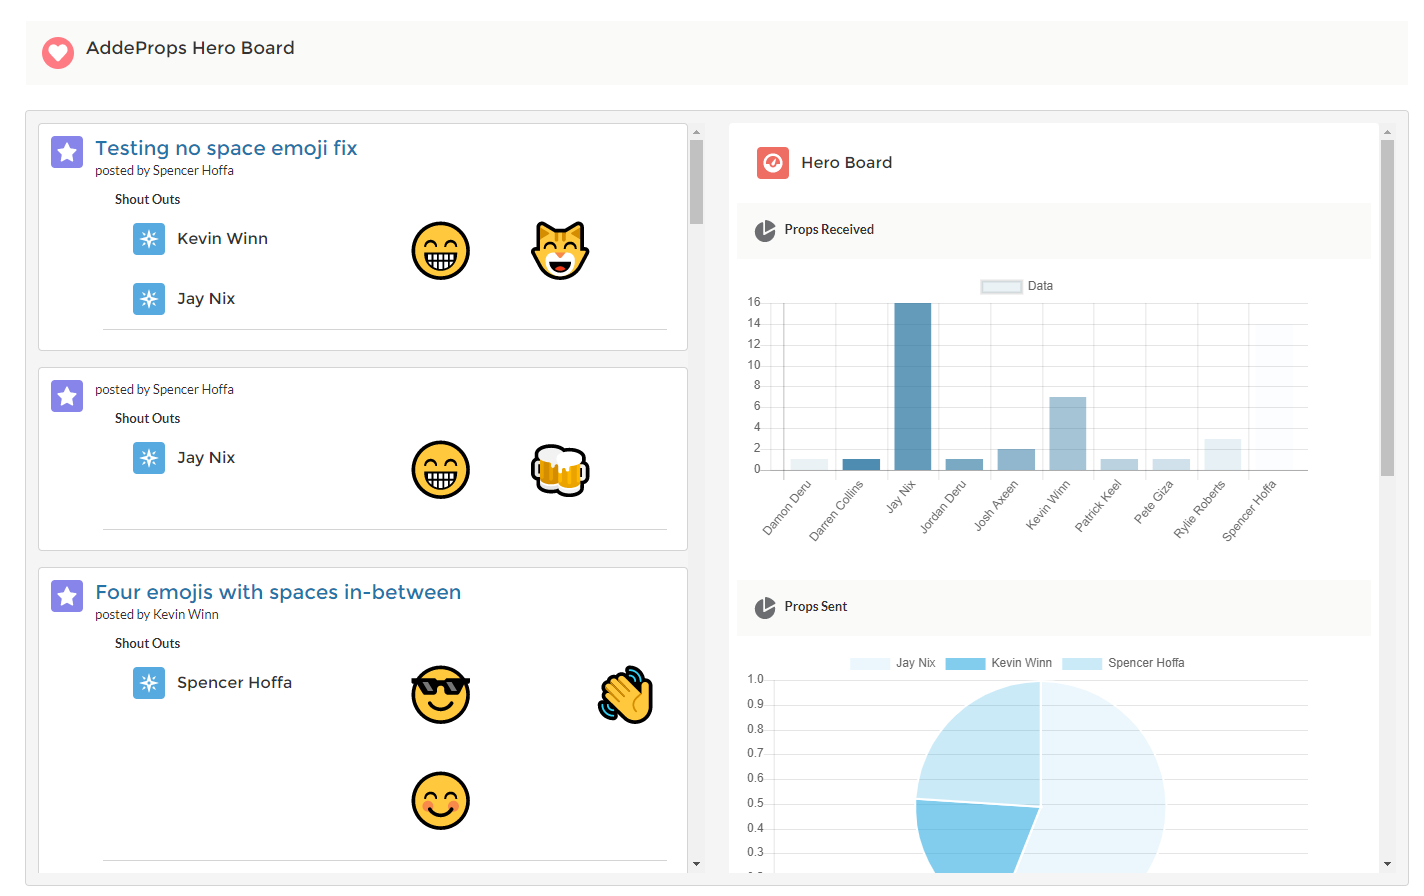 AddeProps Hero Board
Testing no space emoji fix
posted by Spencer Hoffa
Shout Outs
Kevin Winn
Jay Nix
posted by Spencer Hoffa
Shout Outs
Jay Nix
Four emojis with spaces in-between
posted by Kevin Winn
Shout Outs
Spencer Hoffa
Hero Board
Props Received
Data
16
14
12
10
8
6
4
2
0
Damon Deru
Darren Collins
Jay Nix
Jordan Deru
Josh Axeen
Kevin Winn
Patrick Keel
Pete Giza
Rylie Roberts
Spencer Hoffa
Props Sent
Jay Nix Kevin Winn Spencer Hoffa
1.0
0.9
0.8
0.7
0.6
0.5
0.4
0.3